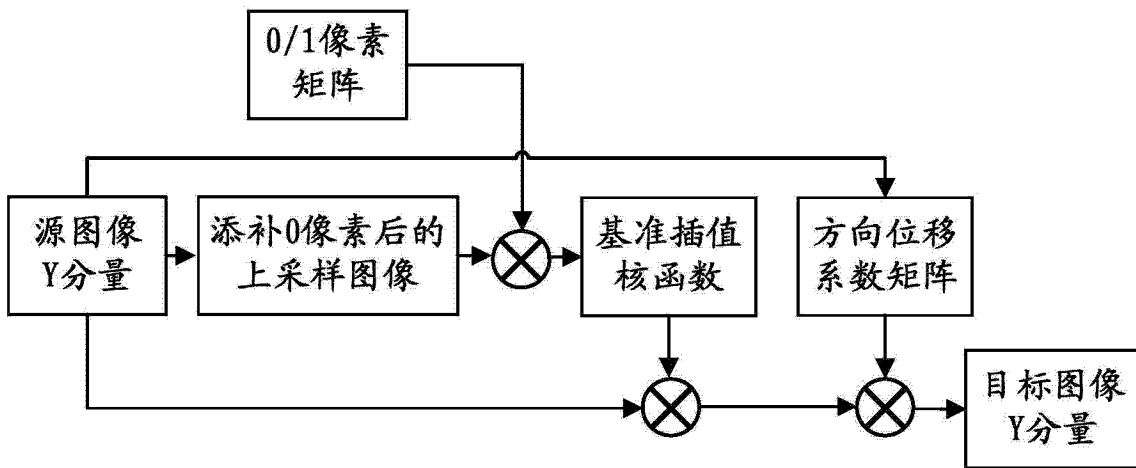 0/1像素
矩阵
源图像
Y分量
添补0像素后的
上采样图像
基准插值
核函数
方向位移
系数矩阵
目标图像
Y分量